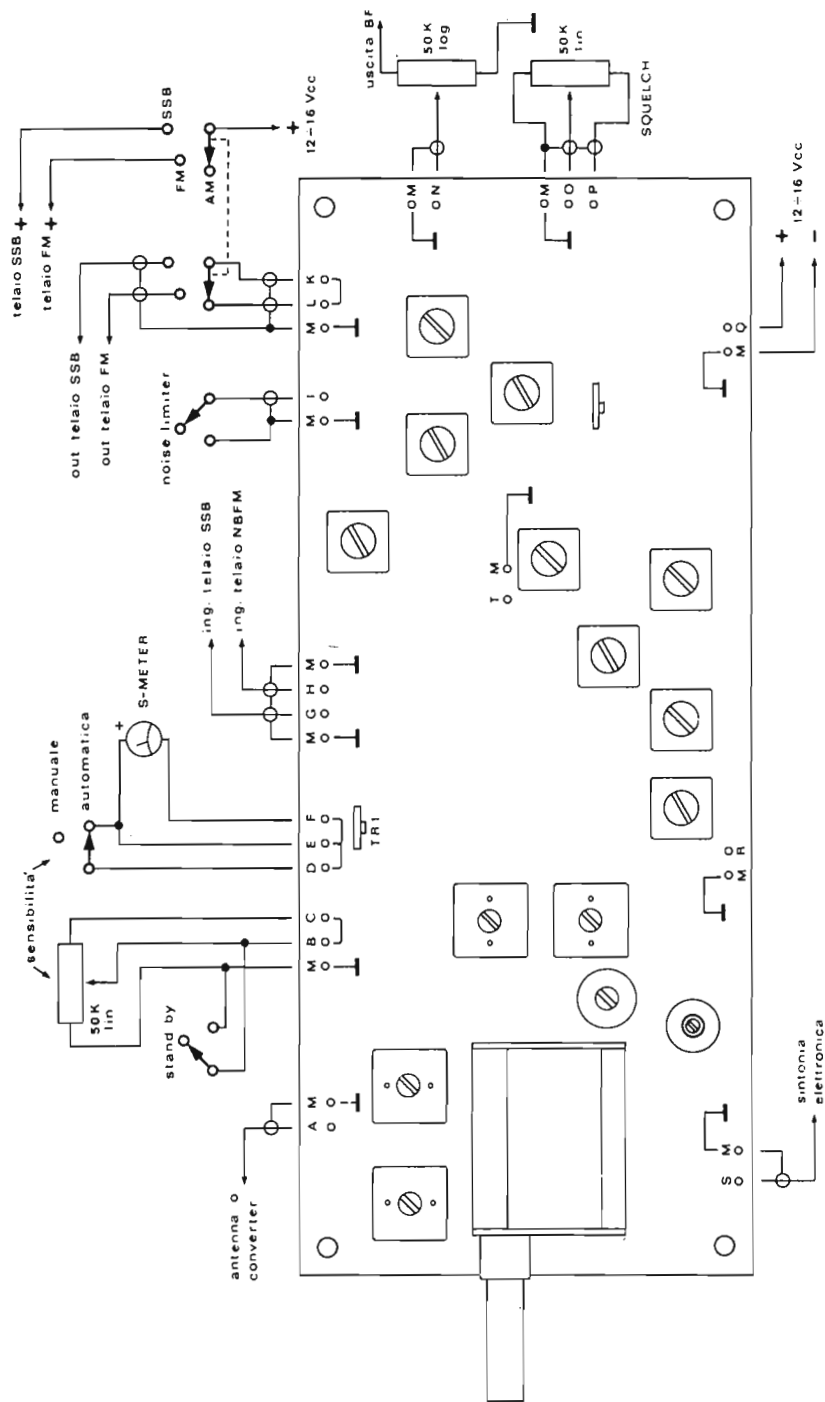 antenna o
converter
A M
stand by
50K
lin
sensibilita'
M B C
manuale
automatica
D E F
TR1
+
S-METER
M G H M
ing. telaio SSB
ing. telaio NBFM
noise limiter
M I
out telaio SSB
out telaio FM
M L K
telaio SSB +
telaio FM +
SSB
FM
AM
+
12÷16 Vcc
uscita BF
50K
log
M
N
50K
lin
M
O
P
SQUELCH
T M
S M
sintonia
elettronica
M R
M Q
+
-
12÷16 Vcc